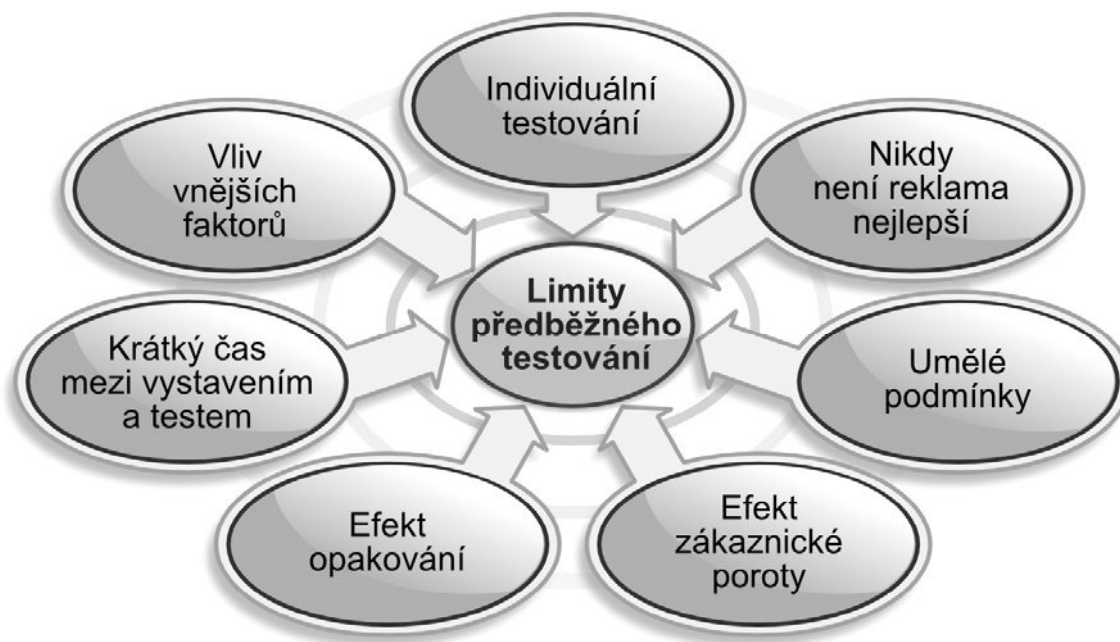 Individuální
testování
Nikdy
není reklama
nejlepší
Umělé
podmínky
Efekt
zákaznické
poroty
Efekt
opakování
Krátký čas
mezi vystavením
a testem
Vliv
vnějších
faktorů
Limity
předběžného
testování